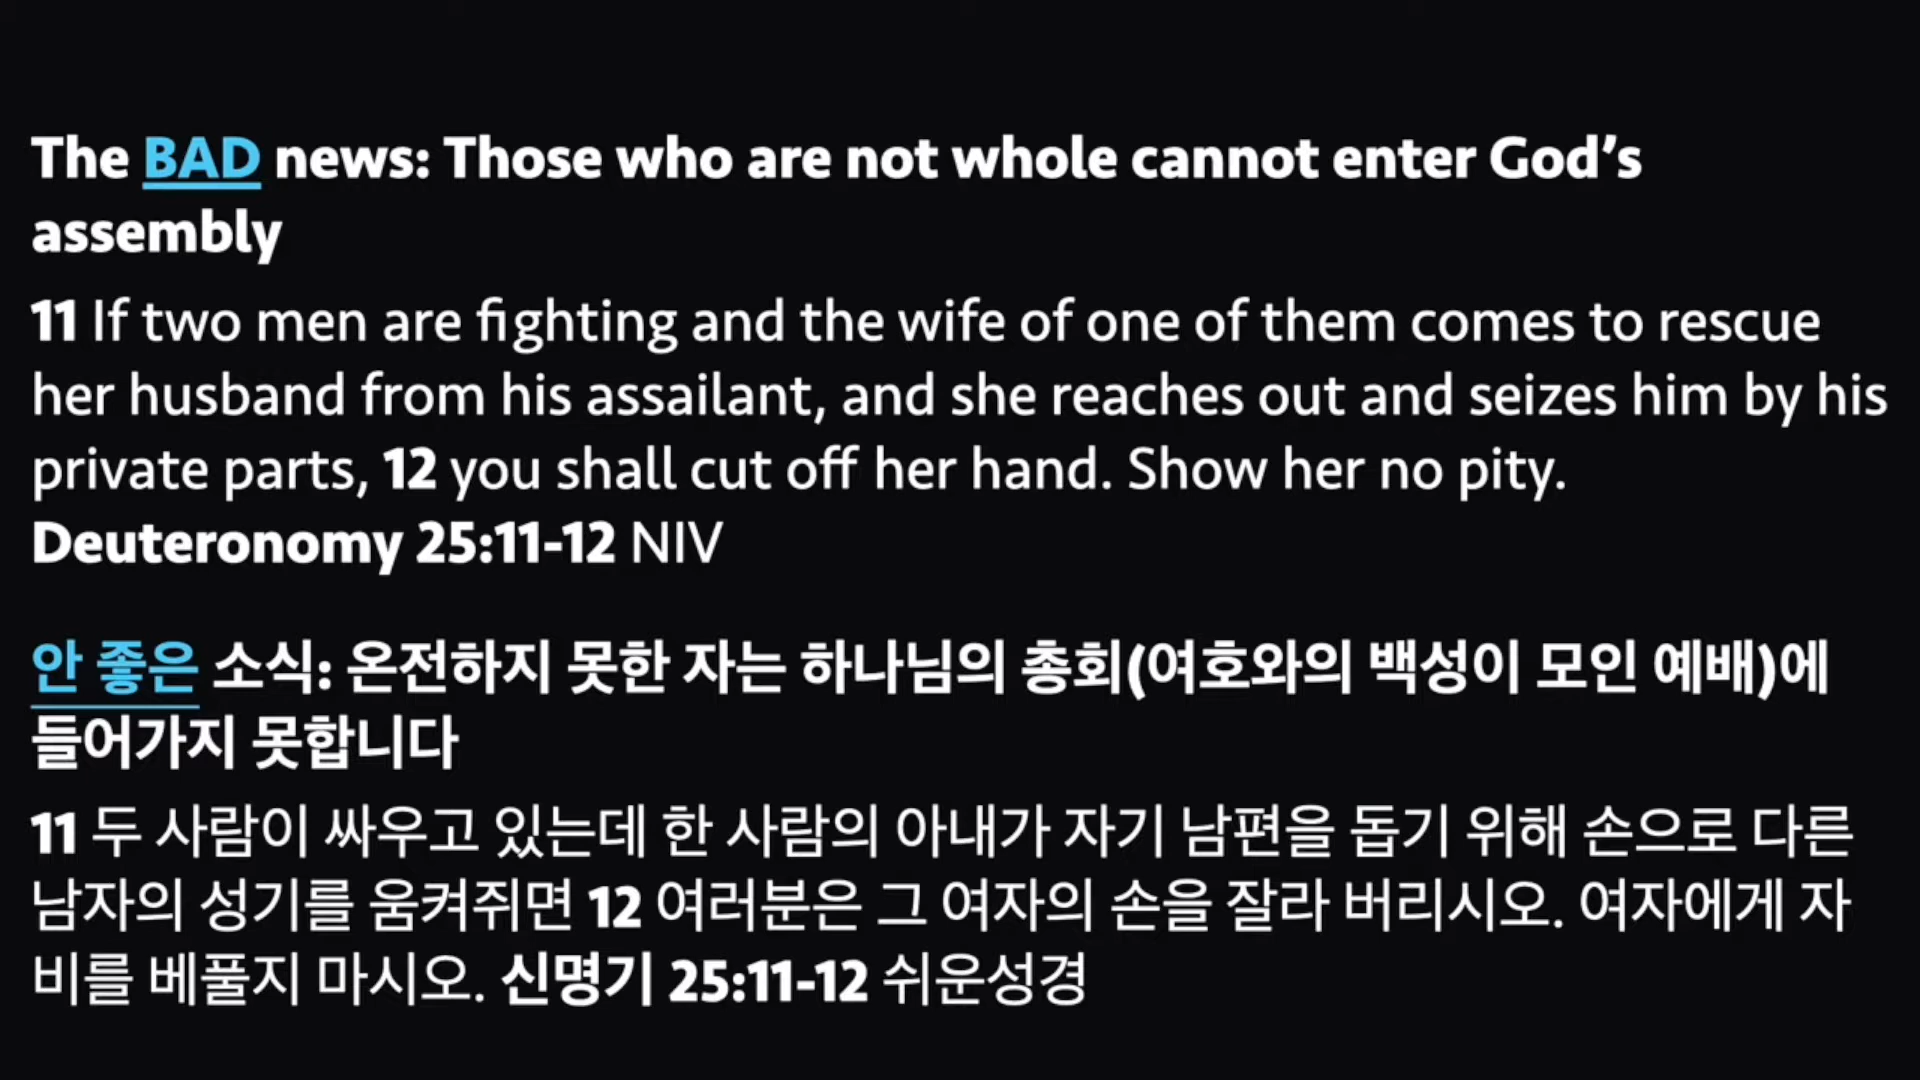 The BAD news: Those who are not whole cannot enter God’s
assembly
11 If two men are fighting and the wife of one of them comes to rescue
her husband from his assailant, and she reaches out and seizes him by his
private parts, 12 you shall cut off her hand. Show her no pity.
Deuteronomy 25:11-12 NIV
안 좋은 소식: 온전하지 못한 자는 하나님의 총회(여호와의 백성이 모인 예배)에
들어가지 못합니다
11 두 사람이 싸우고 있는데 한 사람의 아내가 자기 남편을 돕기 위해 손으로 다른
남자의 성기를 움켜쥐면 12 여러분은 그 여자의 손을 잘라 버리시오. 여자에게 자
비를 베풀지 마시오. 신명기 25:11-12 쉬운성경